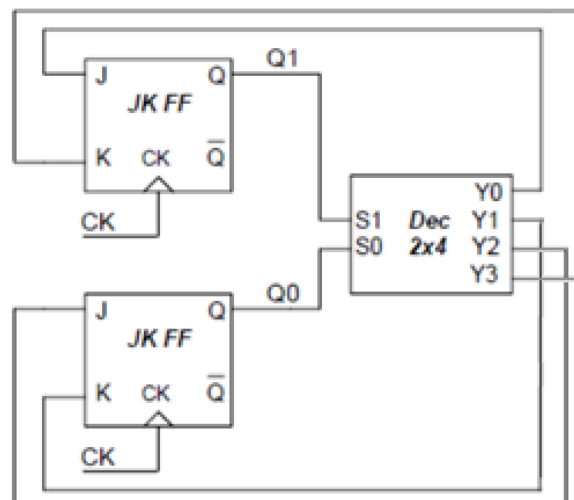 Q1
J Q
JK FF
K CK Q̅
CK
Y0
S1 Dec Y1
S0 2x4 Y2
Y3
Q0
J Q
JK FF
K CK Q̅
CK